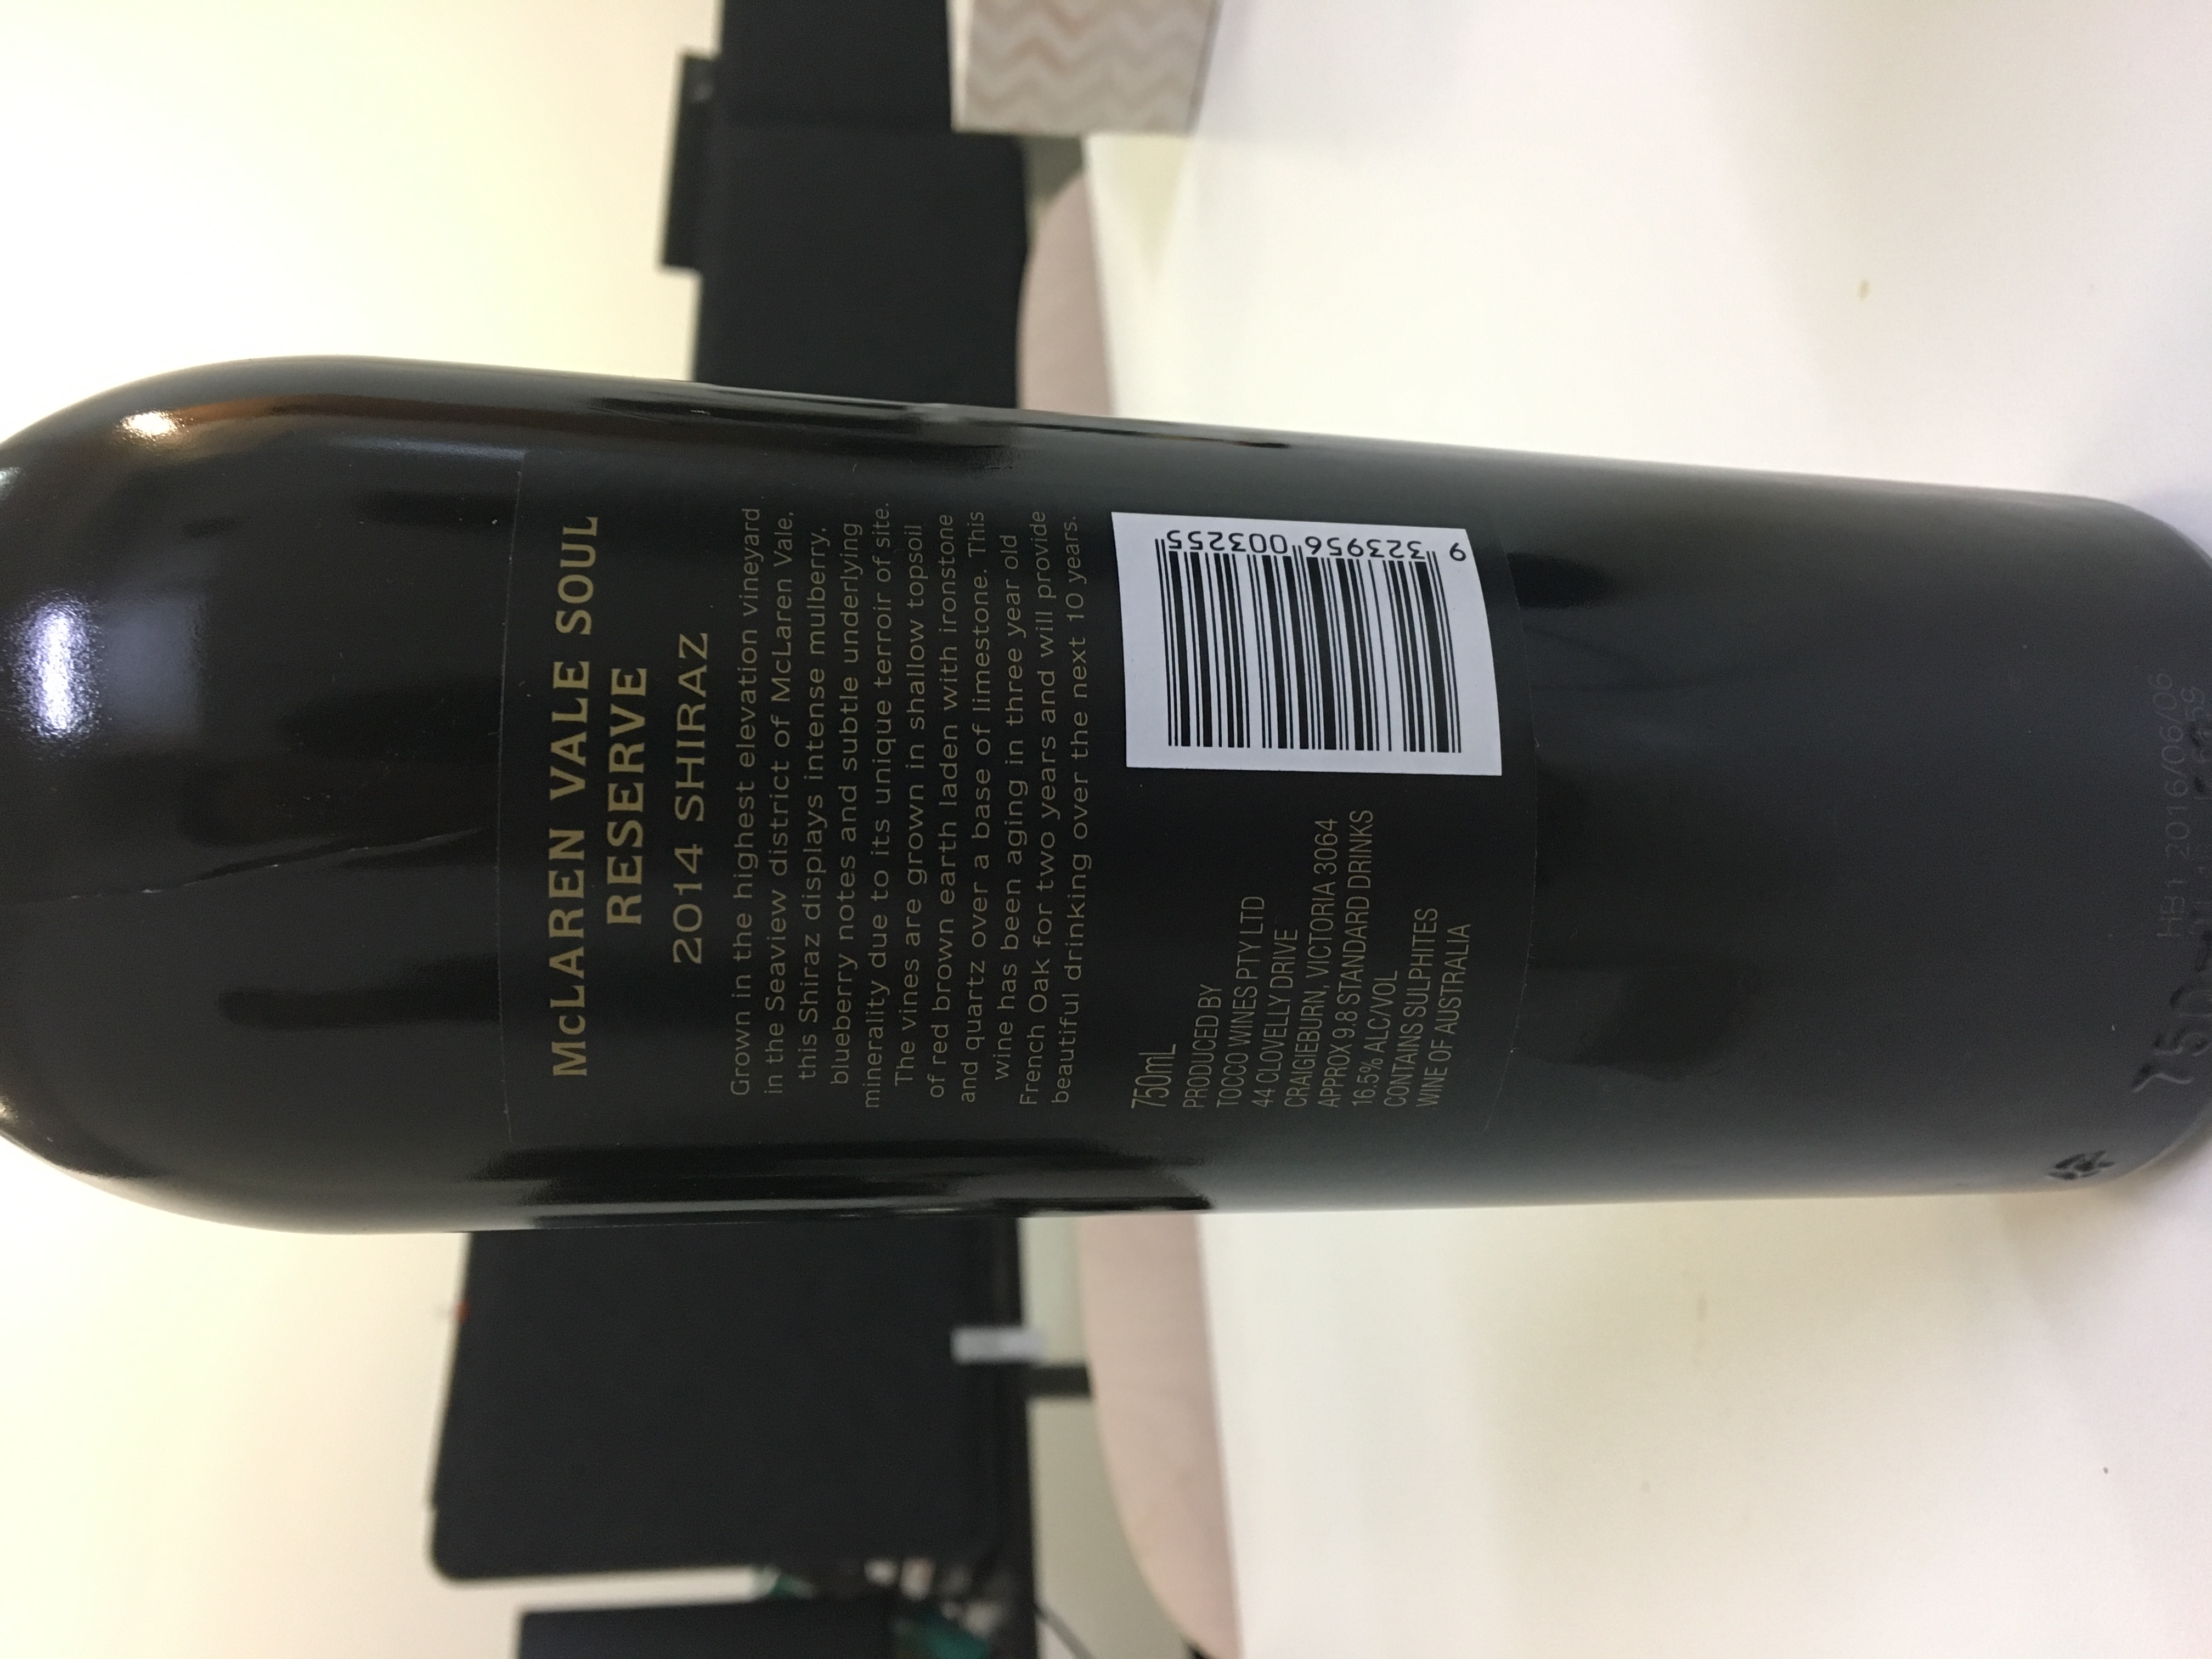 McLAREN VALE SOUL
RESERVE
2014 SHIRAZ
Grown in the highest elevation vineyard
in the Seaview district of McLaren Vale,
this Shiraz displays intense mulberry,
blueberry notes and subtle underlying
minerality due to its unique terroir of site.
The vines are grown in shallow topsoil
of red brown earth laden with ironstone
and quartz over a base of limestone. This
wine has been aging in three year old
French Oak for two years and will provide
beautiful drinking over the next 10 years.
750mL
PRODUCED BY
TOCCO WINES PTY LTD
44 CLOVELLY DRIVE
CRAIGIEBURN, VICTORIA 3064
APPROX 9.8 STANDARD DRINKS
16.5% ALC/VOL
CONTAINS SULPHITES
WINE OF AUSTRALIA
9 323956 003255
HB1 2016/06/06
750